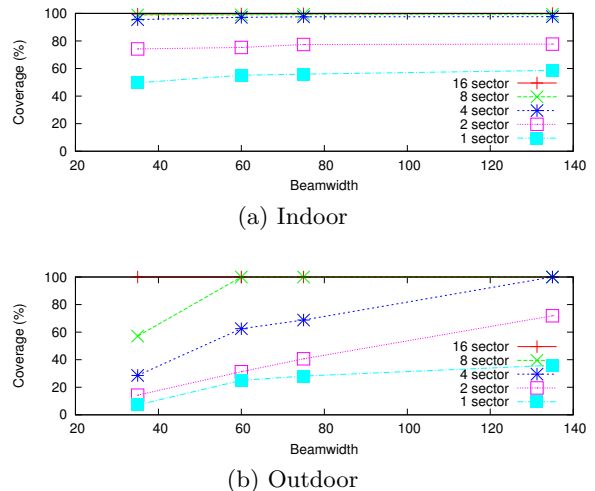 100
80
60
40
20
0
Coverage (%)
16 sector
8 sector
4 sector
2 sector
1 sector
20 40 60 80 100 120 140
Beamwidth
(a) Indoor
100
80
60
40
20
0
Coverage (%)
16 sector
8 sector
4 sector
2 sector
1 sector
20 40 60 80 100 120 140
Beamwidth
(b) Outdoor